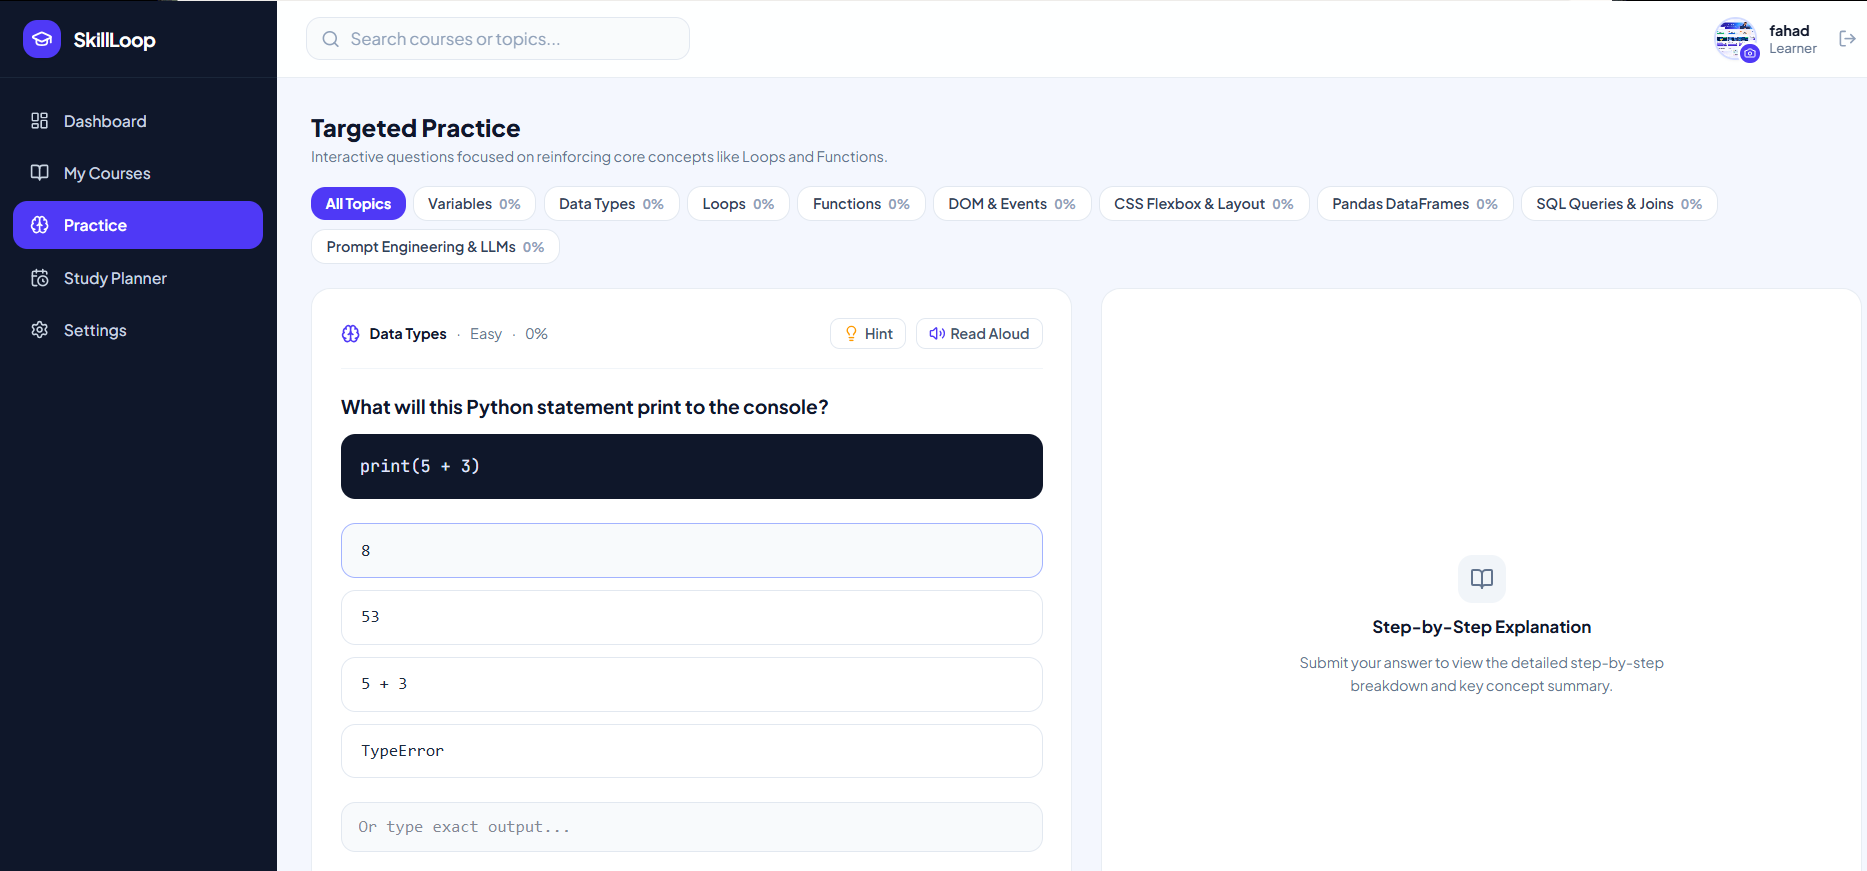 SkillLoop
Search courses or topics...
fahad
Learner
Dashboard
My Courses
Practice
Study Planner
Settings
Targeted Practice
Interactive questions focused on reinforcing core concepts like Loops and Functions.
All Topics Variables 0% Data Types 0% Loops 0% Functions 0% DOM & Events 0% CSS Flexbox & Layout 0% Pandas DataFrames 0% SQL Queries & Joins 0%
Prompt Engineering & LLMs 0%
Data Types · Easy · 0% Hint Read Aloud
What will this Python statement print to the console?
print(5 + 3)
8
53
5 + 3
TypeError
Or type exact output...
Step-by-Step Explanation
Submit your answer to view the detailed step-by-step
breakdown and key concept summary.